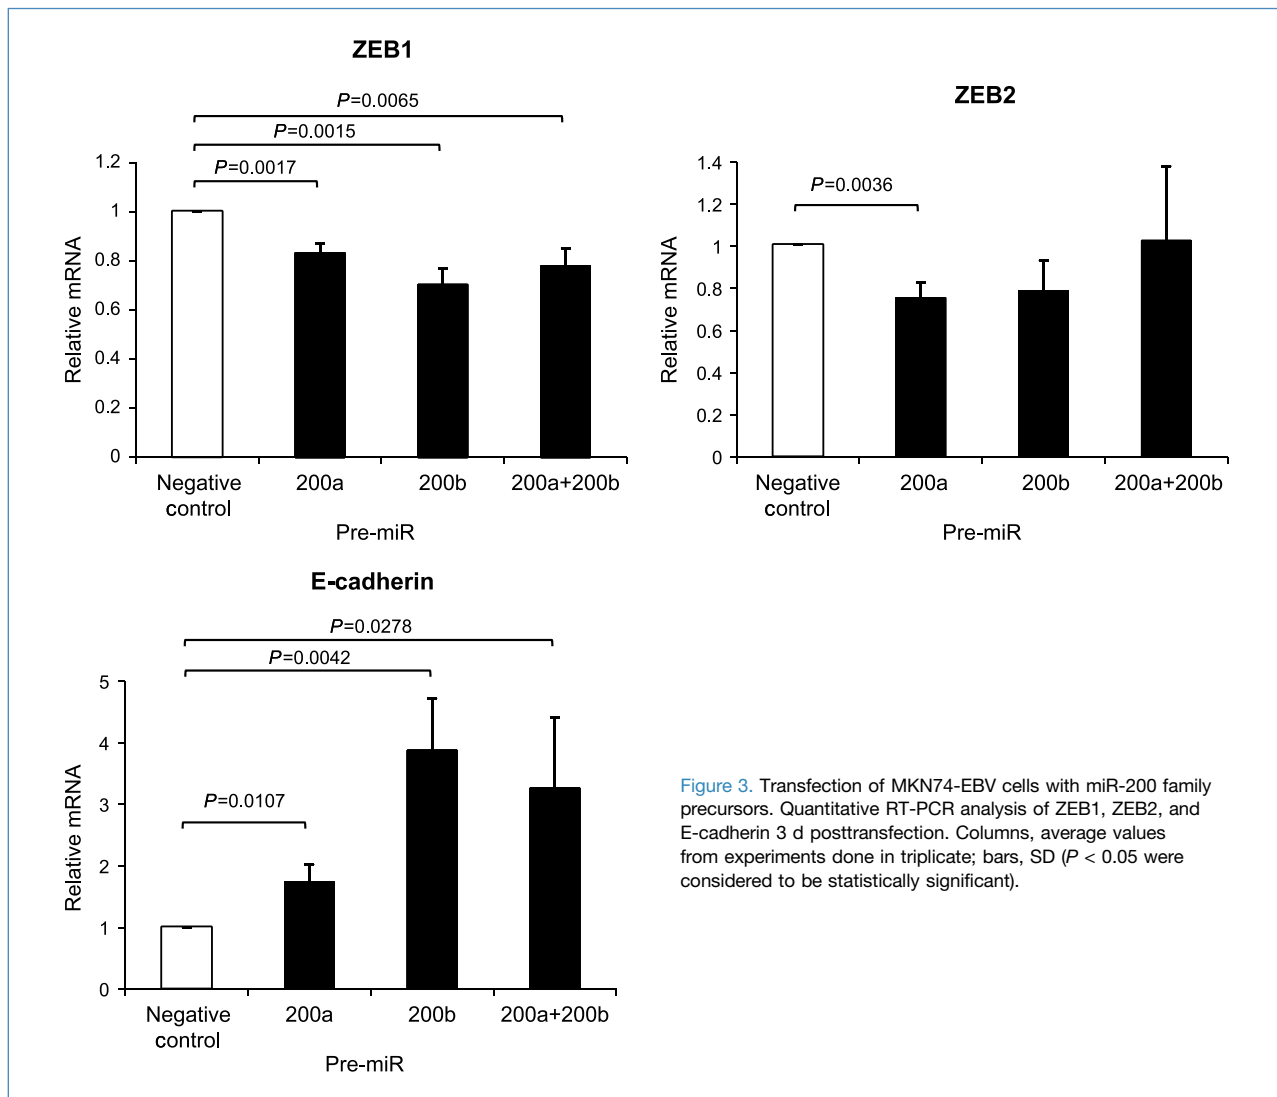 ZEB1
P=0.0065
P=0.0015
P=0.0017
1.2
1
0.8
0.6
0.4
0.2
0
Relative mRNA
Negative control
200a
200b
200a+200b
Pre-miR
ZEB2
P=0.0036
1.4
1.2
1
0.8
0.6
0.4
0.2
0
Relative mRNA
Negative control
200a
200b
200a+200b
Pre-miR
E-cadherin
P=0.0278
P=0.0042
P=0.0107
5
4
3
2
1
0
Relative mRNA
Negative control
200a
200b
200a+200b
Pre-miR
Figure 3. Transfection of MKN74-EBV cells with miR-200 family
precursors. Quantitative RT-PCR analysis of ZEB1, ZEB2, and
E-cadherin 3 d posttransfection. Columns, average values
from experiments done in triplicate; bars, SD (P < 0.05 were
considered to be statistically significant).